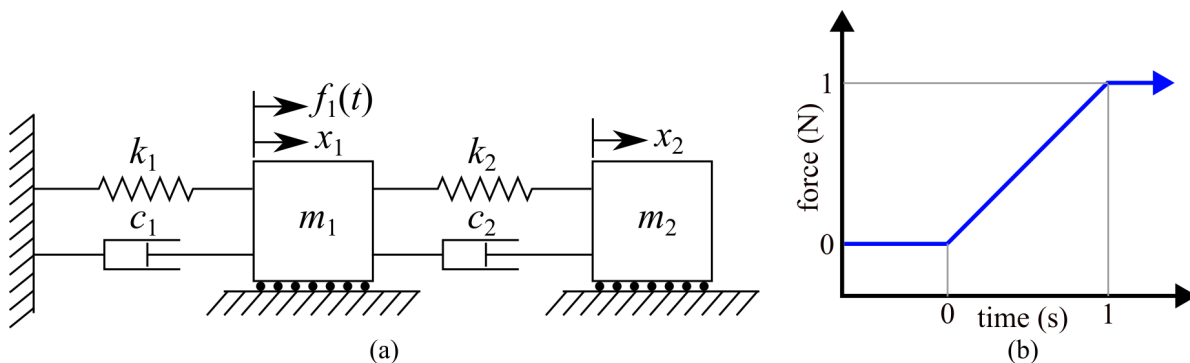 f₁(t)
x₁
x₂
k₁
k₂
c₁
c₂
m₁
m₂
(a)
force (N)
1
0
0
1
time (s)
(b)